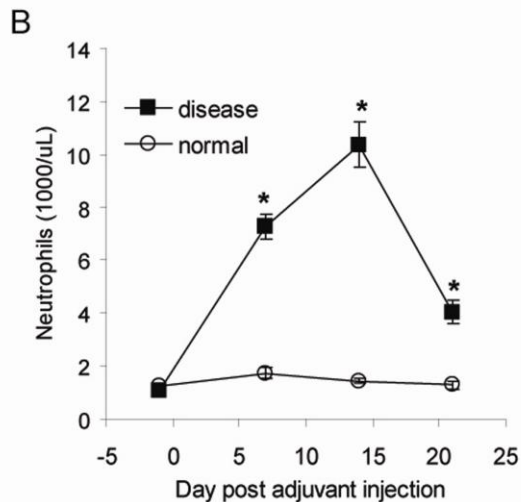 B
14
12
10
8
6
4
2
0
Neutrophils (1000/uL)
disease
normal
*
*
*
-5 0 5 10 15 20 25
Day post adjuvant injection